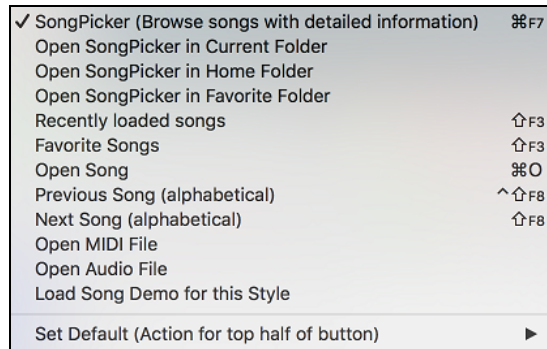 ✓ SongPicker (Browse songs with detailed information) ⌘F7
Open SongPicker in Current Folder
Open SongPicker in Home Folder
Open SongPicker in Favorite Folder
Recently loaded songs ⇧F3
Favorite Songs ⇧F3
Open Song ⌘O
Previous Song (alphabetical) ^⇧F8
Next Song (alphabetical) ⇧F8
Open MIDI File
Open Audio File
Load Song Demo for this Style
Set Default (Action for top half of button) ▶